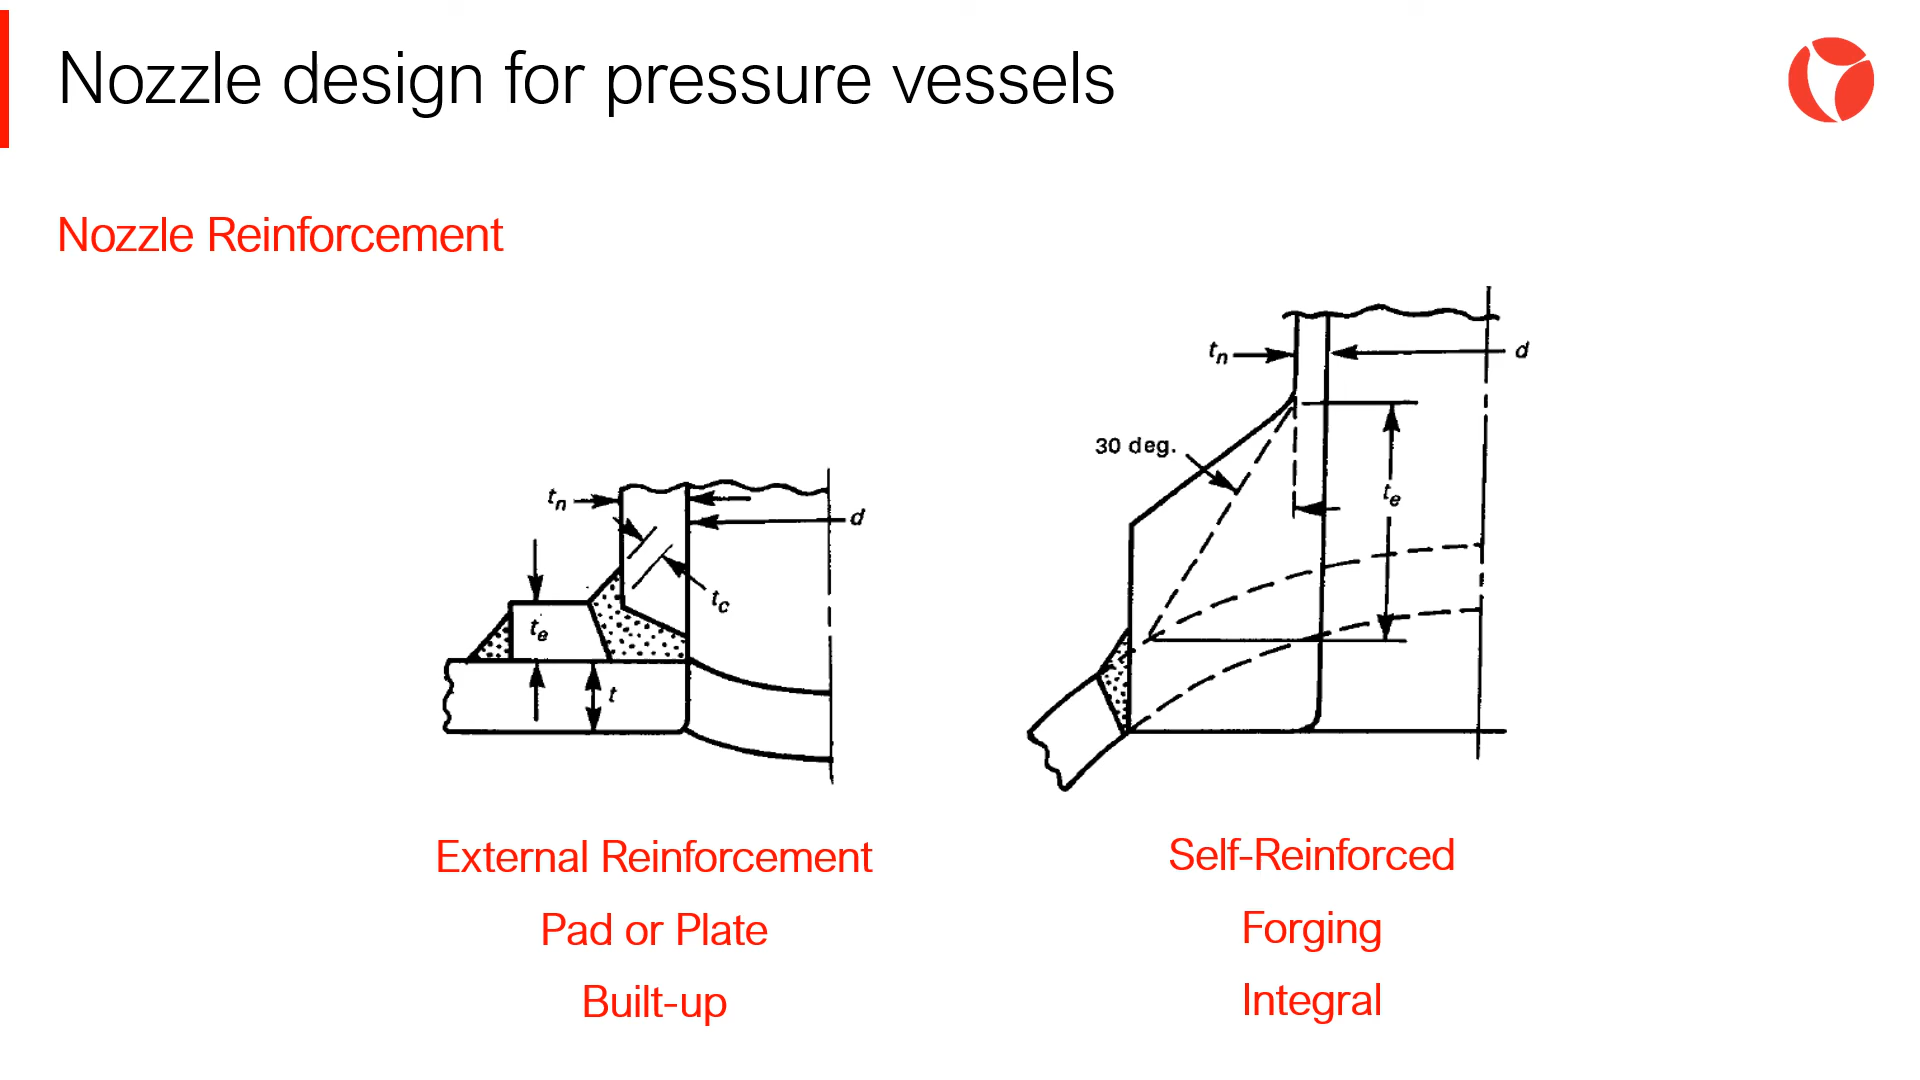 Nozzle design for pressure vessels
Nozzle Reinforcement
tn
d
tc
te
t
tn
d
30 deg.
te
External Reinforcement
Pad or Plate
Built-up
Self-Reinforced
Forging
Integral